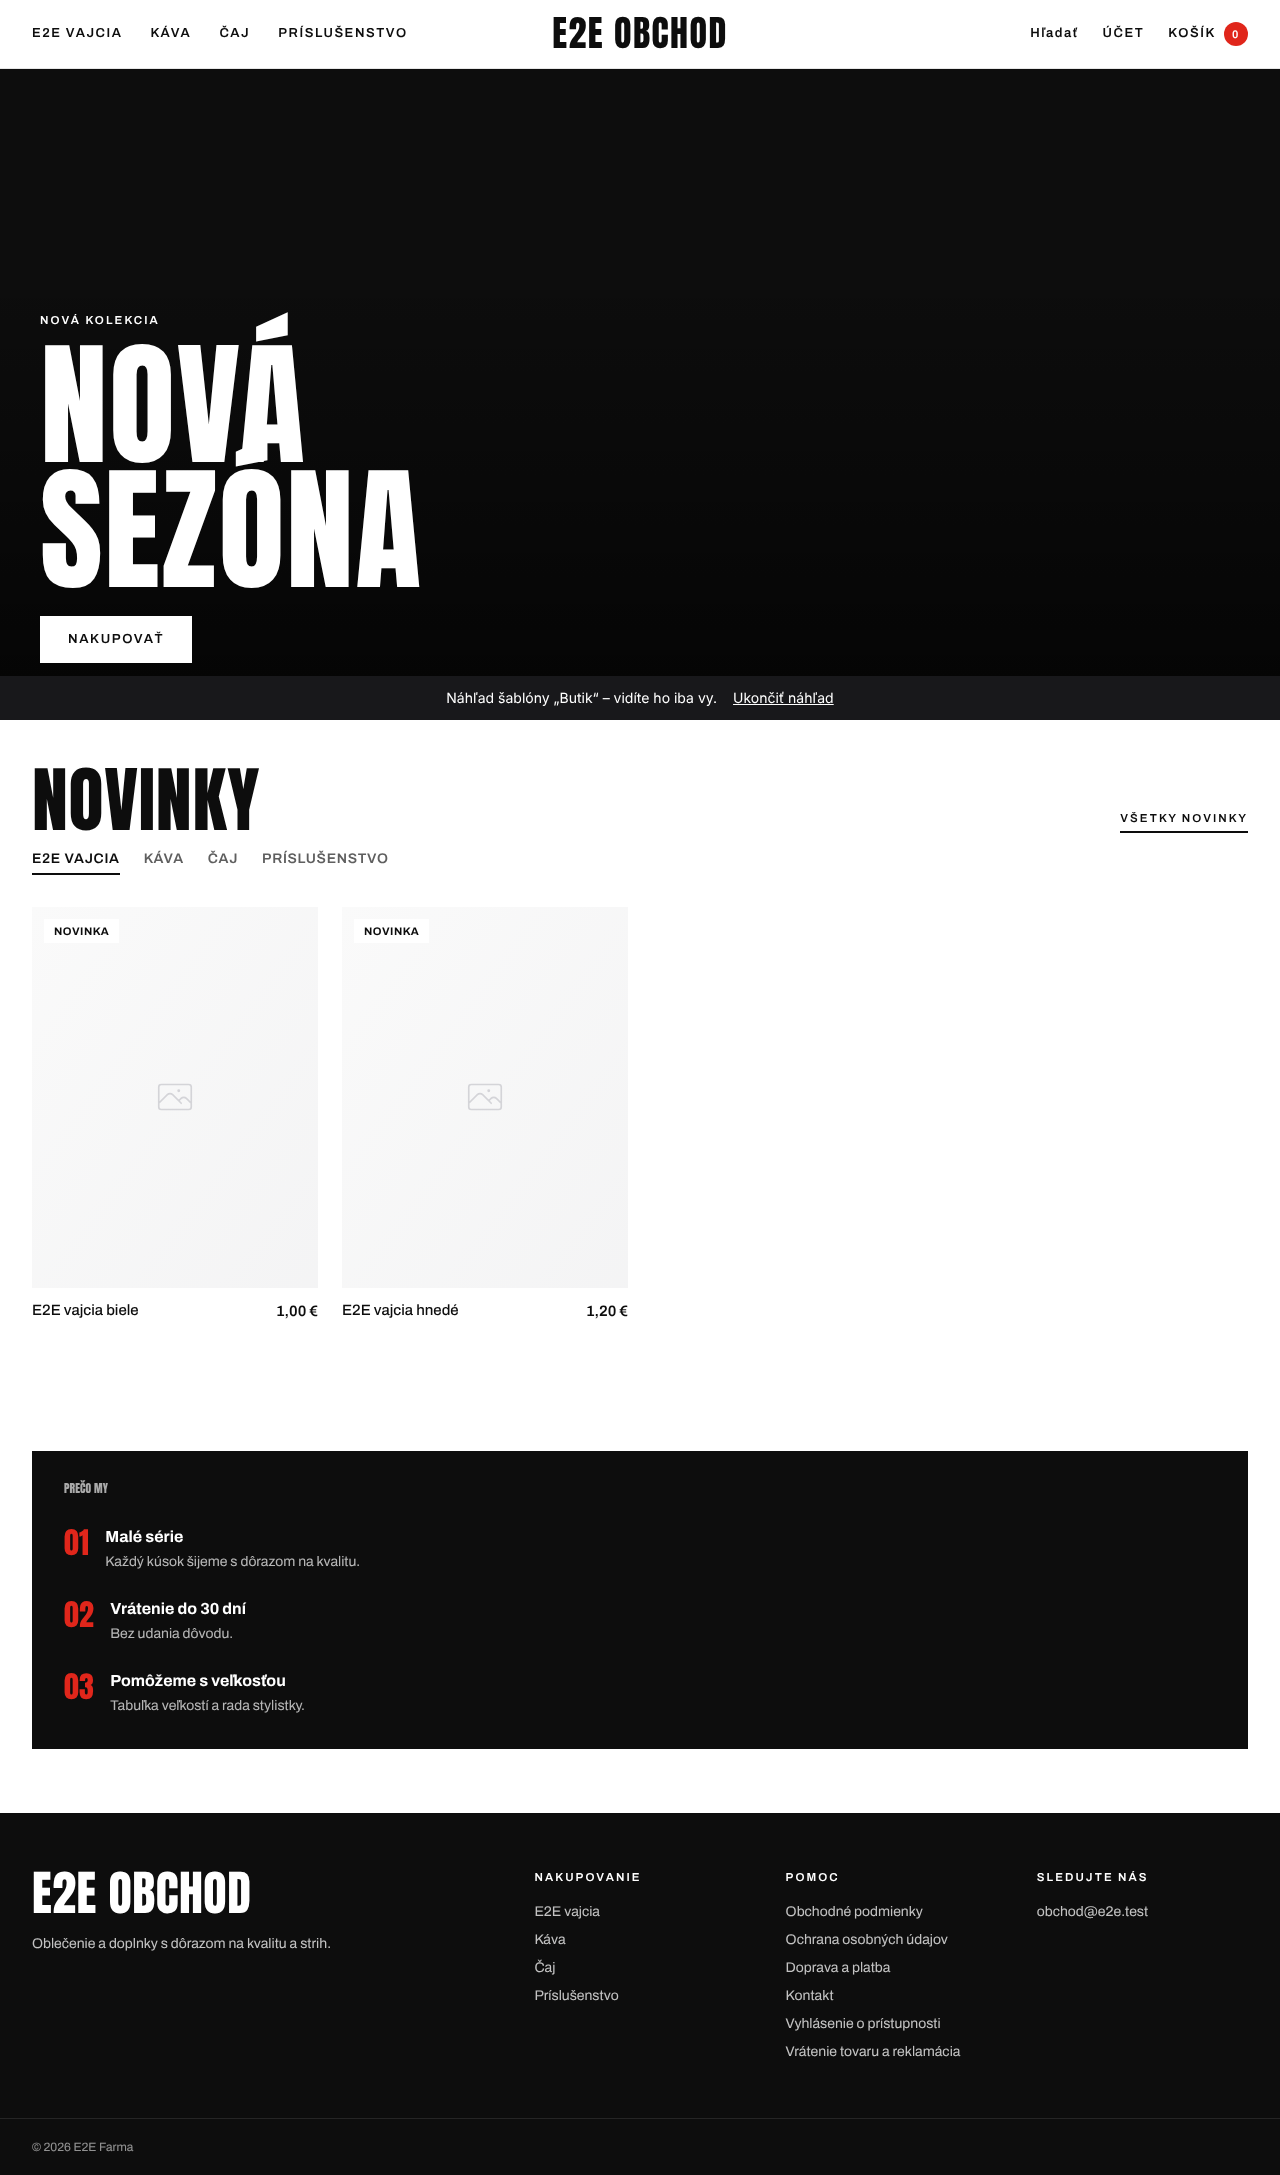 E2E VAJCIA KÁVA ČAJ PRÍSLUŠENSTVO E2E OBCHOD Hľadať ÚČET KOŠÍK 0
NOVÁ KOLEKCIA
NOVÁ
SEZÓNA
NAKUPOVAŤ
Náhľad šablóny „Butik“ – vidíte ho iba vy. Ukončiť náhľad
NOVINKY
VŠETKY NOVINKY
E2E VAJCIA KÁVA ČAJ PRÍSLUŠENSTVO
NOVINKA NOVINKA
E2E vajcia biele 1,00 € E2E vajcia hnedé 1,20 €
PREČO MY
01 Malé série
Každý kúsok šijeme s dôrazom na kvalitu.
02 Vrátenie do 30 dní
Bez udania dôvodu.
03 Pomôžeme s veľkosťou
Tabuľka veľkostí a rada stylistky.
E2E OBCHOD
Oblečenie a doplnky s dôrazom na kvalitu a strih.
NAKUPOVANIE
E2E vajcia
Káva
Čaj
Príslušenstvo
POMOC
Obchodné podmienky
Ochrana osobných údajov
Doprava a platba
Kontakt
Vyhlásenie o prístupnosti
Vrátenie tovaru a reklamácia
SLEDUJTE NÁS
obchod@e2e.test
© 2026 E2E Farma